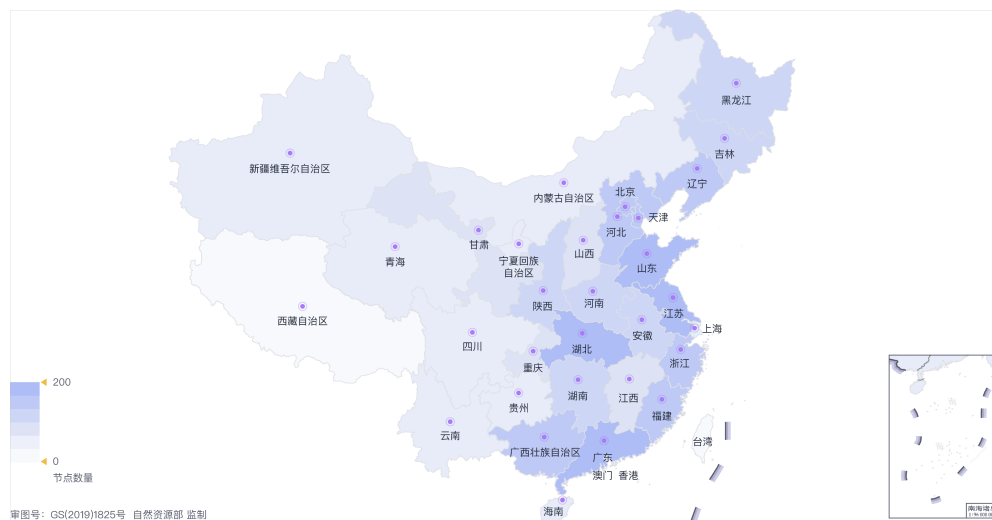 黑龙江
吉林
新疆维吾尔自治区
辽宁
内蒙古自治区
北京
天津
河北
甘肃
山西
青海
宁夏回族
自治区
山东
陕西
河南
江苏
西藏自治区
上海
安徽
四川
湖北
浙江
重庆
200
湖南
江西
贵州
福建
云南
台湾
广西壮族自治区
广东
0
澳门 香港
节点数量
海南
审图号：GS(2019)1825号 自然资源部 监制